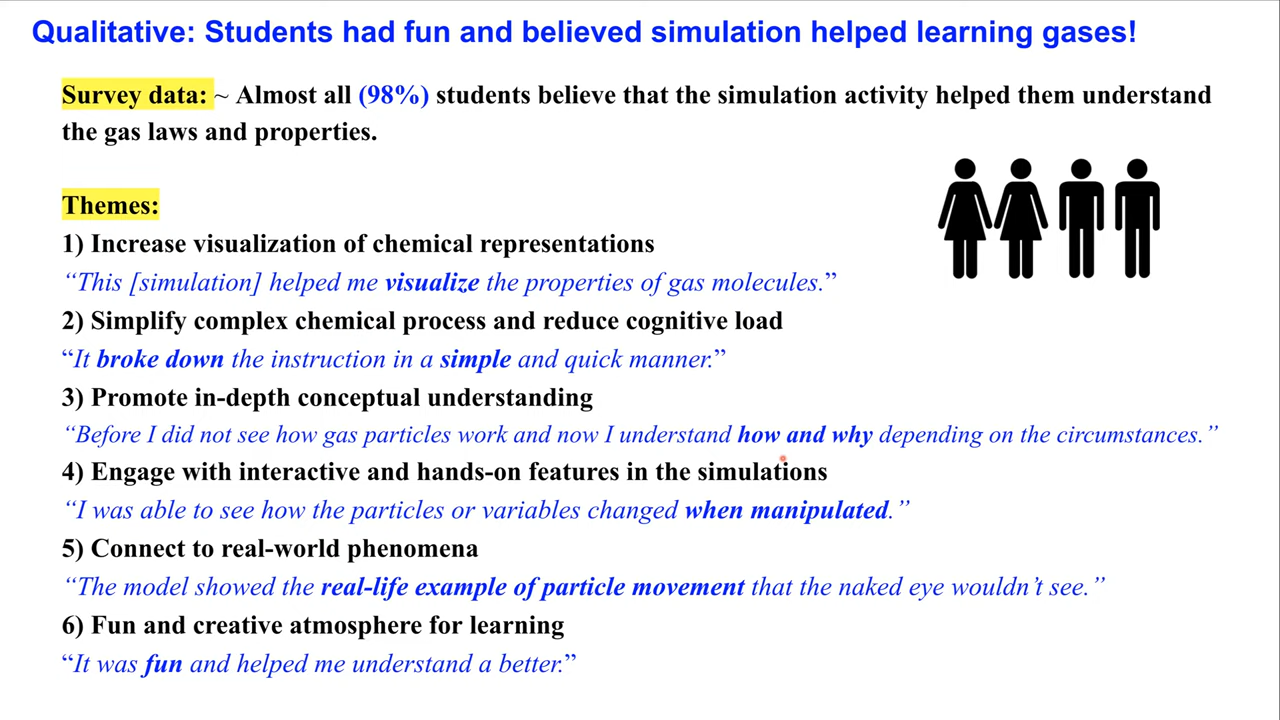 Qualitative: Students had fun and believed simulation helped learning gases!
Survey data: ~ Almost all (98%) students believe that the simulation activity helped them understand
the gas laws and properties.
Themes:
1) Increase visualization of chemical representations
“This [simulation] helped me visualize the properties of gas molecules.”
2) Simplify complex chemical process and reduce cognitive load
“It broke down the instruction in a simple and quick manner.”
3) Promote in-depth conceptual understanding
“Before I did not see how gas particles work and now I understand how and why depending on the circumstances.”
4) Engage with interactive and hands-on features in the simulations
“I was able to see how the particles or variables changed when manipulated.”
5) Connect to real-world phenomena
“The model showed the real-life example of particle movement that the naked eye wouldn’t see.”
6) Fun and creative atmosphere for learning
“It was fun and helped me understand a better.”